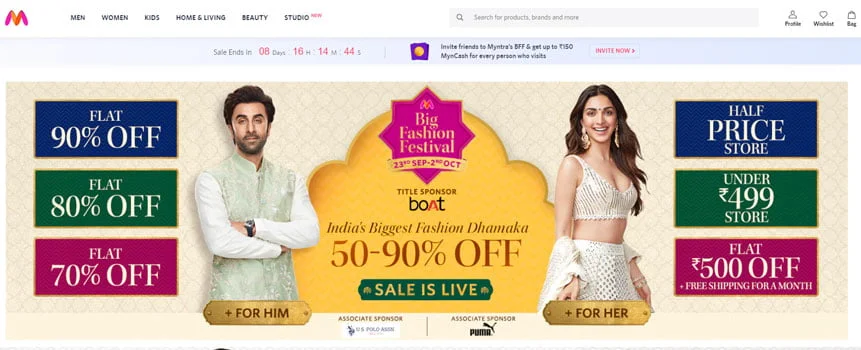 MEN WOMEN KIDS HOME & LIVING BEAUTY STUDIO NEW
Search for products, brands and more
Profile Wishlist Bag
Sale Ends in 08 Days : 16 H : 14 M : 44 S
Invite friends to Myntra's BFF & get up to ₹150
MynCash for every person who visits
INVITE NOW >
FLAT
90% OFF
FLAT
80% OFF
FLAT
70% OFF
+ FOR HIM
Big
Fashion
Festival
23RD SEP-2ND OCT
TITLE SPONSOR
boAt
India's Biggest Fashion Dhamaka
50-90% OFF
SALE IS LIVE
ASSOCIATE SPONSOR
U.S. POLO ASSN.
ASSOCIATE SPONSOR
PUMA
+ FOR HER
HALF
PRICE
STORE
UNDER
₹499
STORE
FLAT
₹500 OFF
+ FREE SHIPPING FOR A MONTH